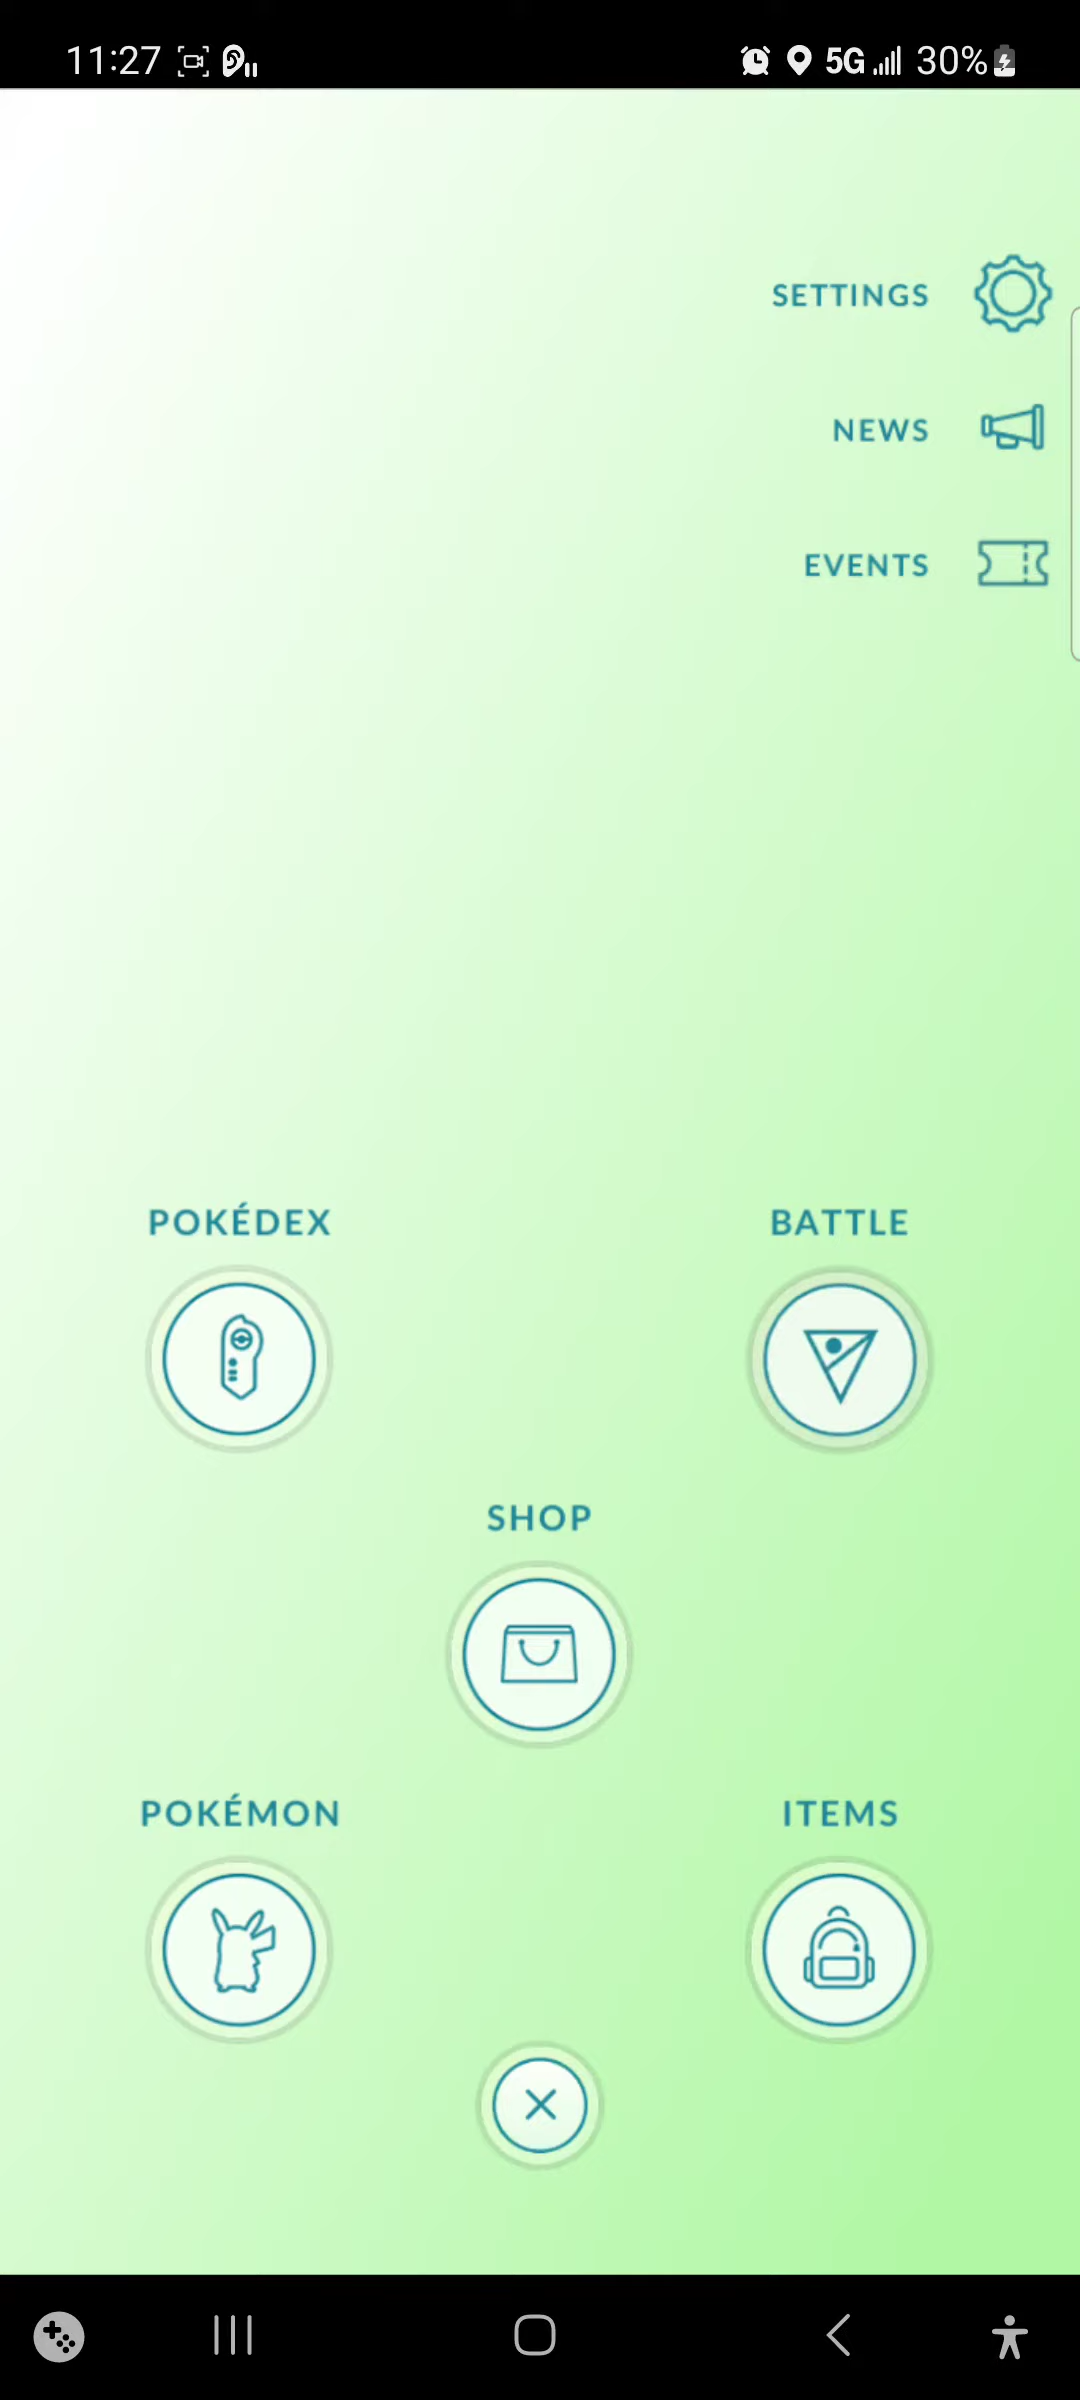 11:27
5G 30%
SETTINGS
NEWS
EVENTS
POKÉDEX
BATTLE
SHOP
POKÉMON
ITEMS